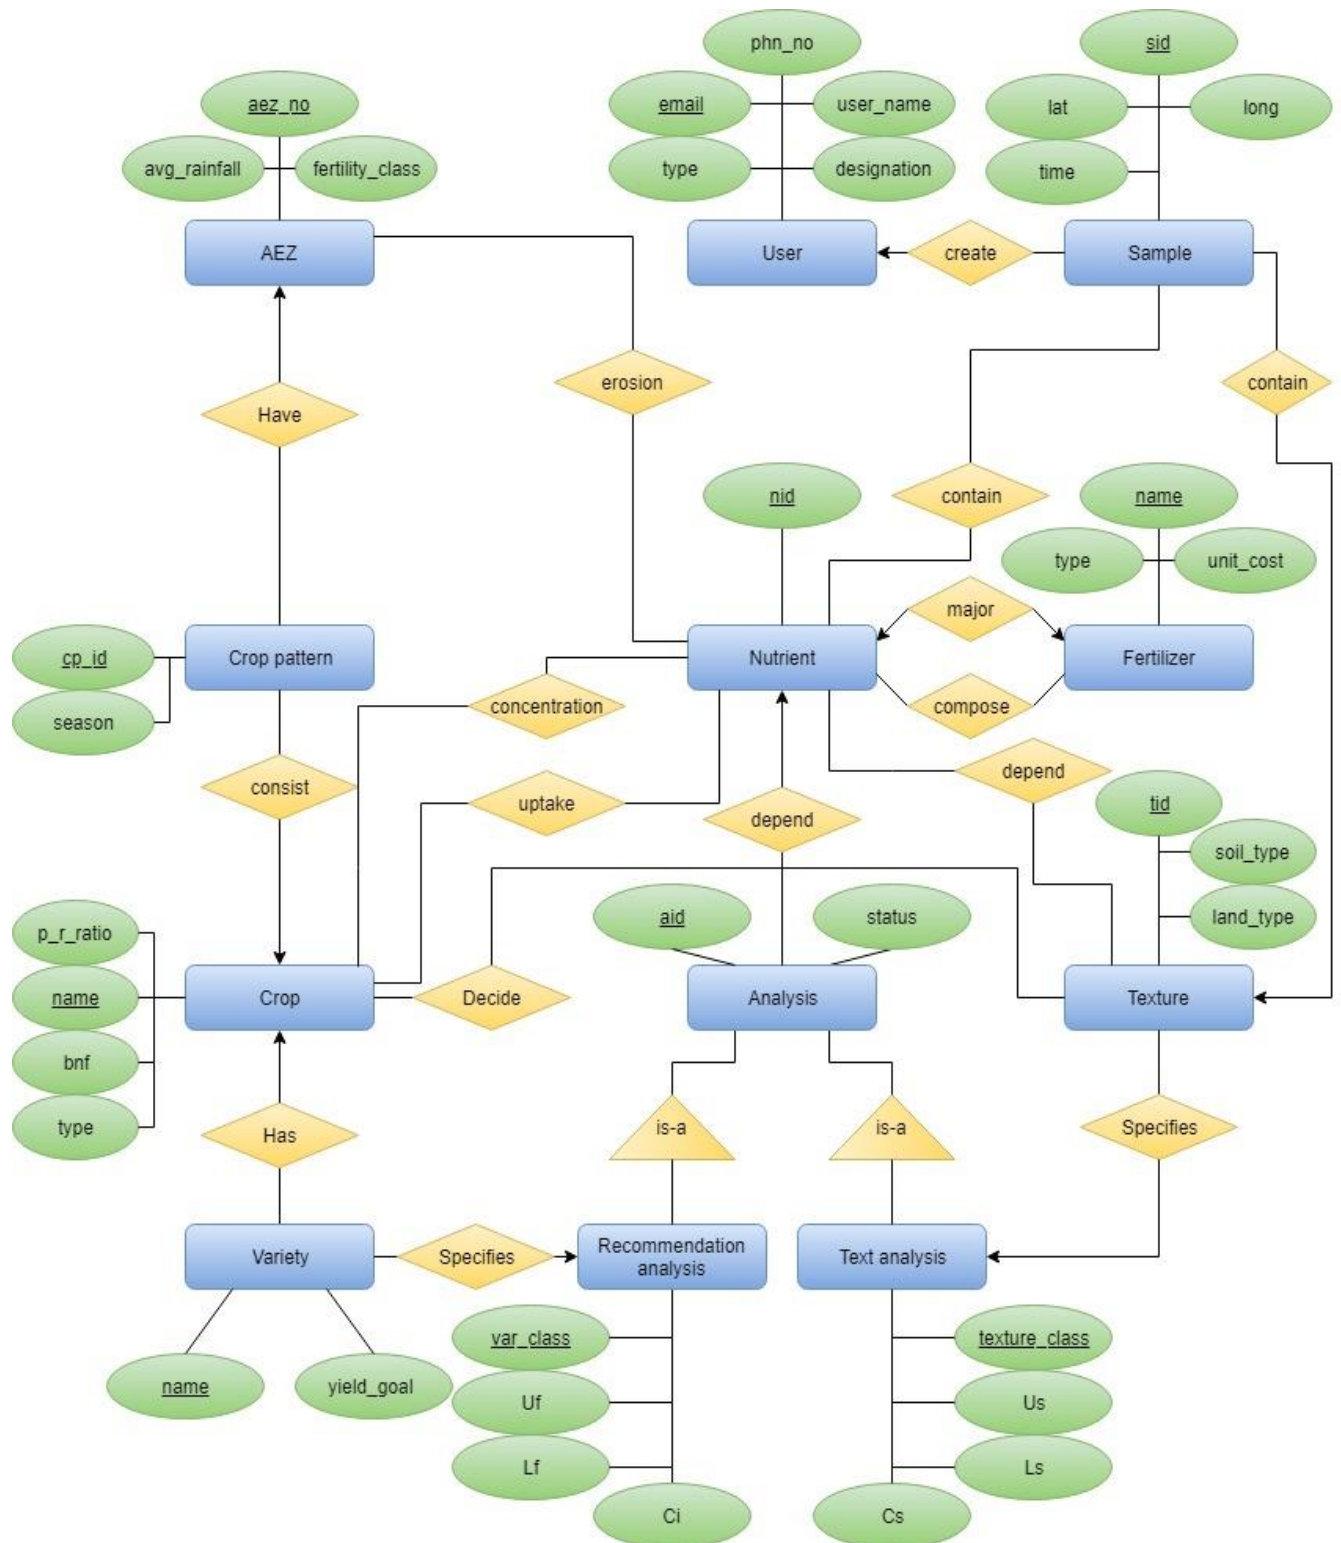 phn_no
sid
aez_no
email
user_name
lat
long
avg_rainfall
fertility_class
type
designation
time
AEZ
User
create
Sample
erosion
contain
Have
nid
contain
name
type
unit_cost
major
cp_id
Crop pattern
Nutrient
Fertilizer
concentration
compose
season
consist
uptake
depend
depend
tid
soil_type
p_r_ratio
aid
status
land_type
name
Crop
Decide
Analysis
Texture
bnf
type
Has
is-a
is-a
Specifies
Variety
Specifies
Recommendation
analysis
Text analysis
var_class
texture_class
name
yield_goal
Uf
Us
Lf
Ls
Ci
Cs